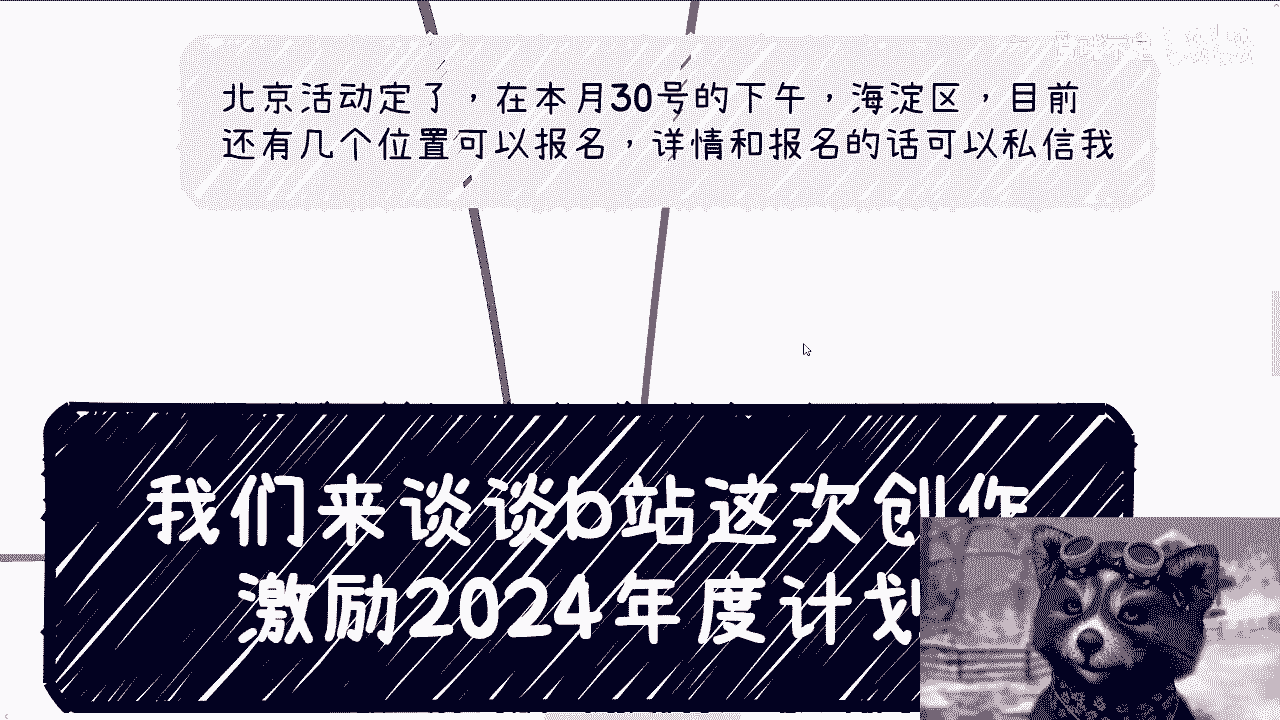 北京活动定了，在本月30号的下午，海淀区，目前
还有几个位置可以报名，详情和报名的话可以私信我
我们来谈谈b站这次创作
激励2024年度计划